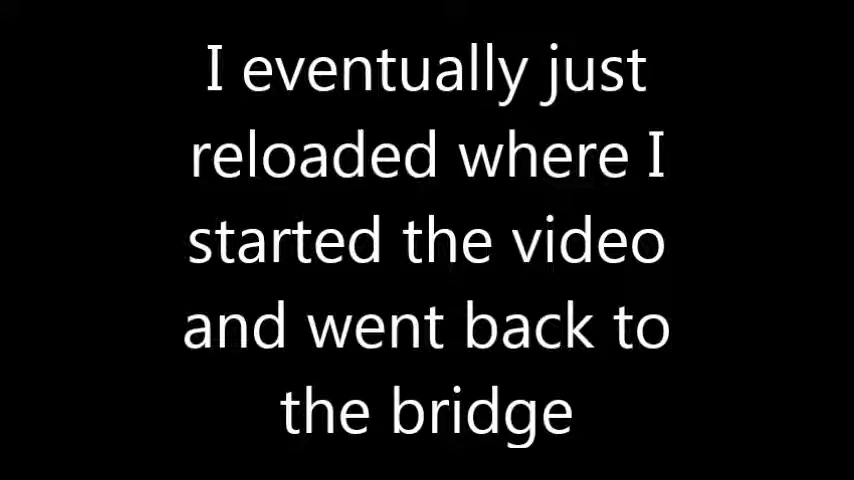 I eventually just
reloaded where I
started the video
and went back to
the bridge